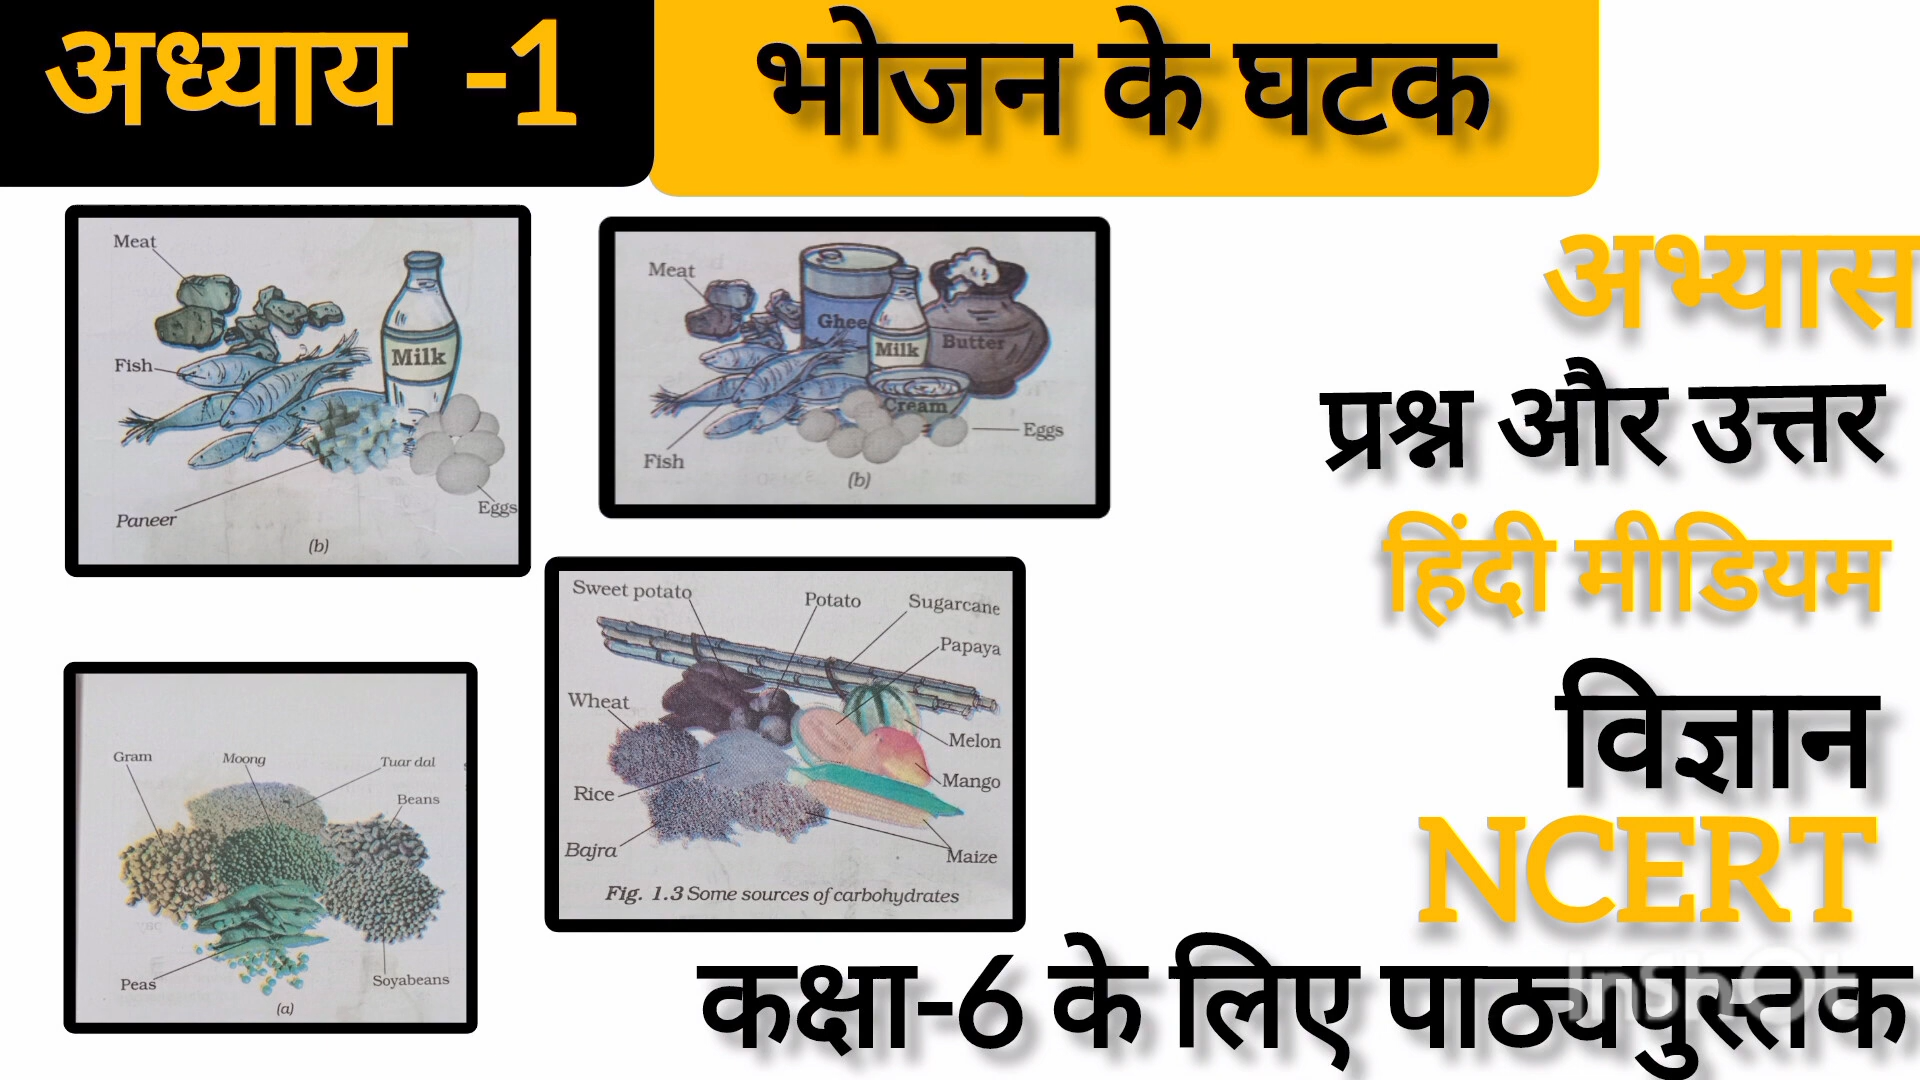 अध्याय -1
भोजन के घटक
Meat
Fish
Milk
Paneer
Eggs
(b)
Meat
Ghee
Milk
Butter
Cream
Eggs
Fish
(b)
अभ्यास
प्रश्न और उत्तर
हिंदी मीडियम
विज्ञान
NCERT
Sweet potato
Potato
Sugarcane
Papaya
Wheat
Melon
Mango
Rice
Bajra
Maize
Fig. 1.3 Some sources of carbohydrates
Gram
Moong
Tuar dal
Beans
Peas
Soyabeans
(a)
कक्षा-6 के लिए पाठ्यपुस्तक
InShOt